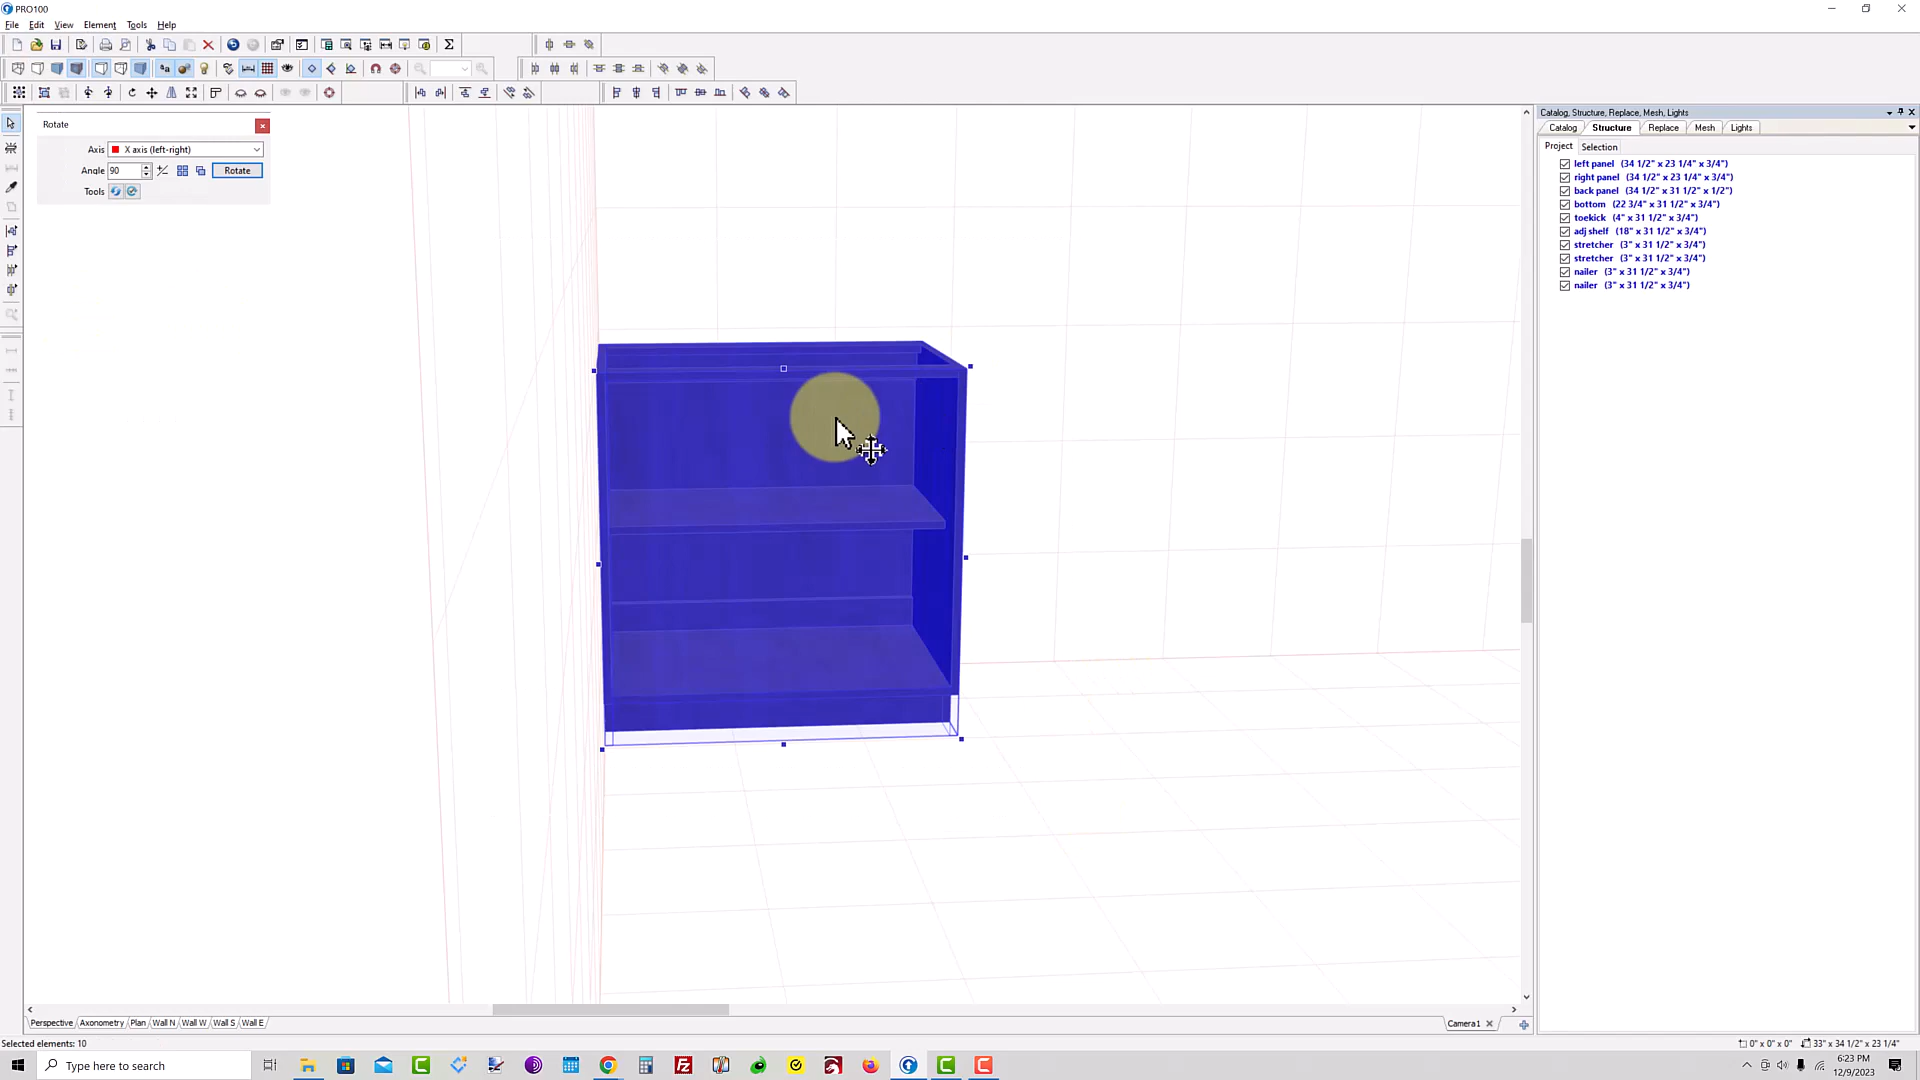 PRO100
File Edit View Element Tools Help
Rotate
Axis X axis (left-right)
Angle 90 Rotate
Tools
Catalog, Structure, Replace, Mesh, Lights
Catalog Structure Replace Mesh Lights
Project Selection
left panel (34 1/2" x 23 1/4" x 3/4")
right panel (34 1/2" x 23 1/4" x 3/4")
back panel (34 1/2" x 31 1/2" x 1/2")
bottom (22 3/4" x 31 1/2" x 3/4")
toekick (4" x 31 1/2" x 3/4")
adj shelf (18" x 31 1/2" x 3/4")
stretcher (3" x 31 1/2" x 3/4")
stretcher (3" x 31 1/2" x 3/4")
nailer (3" x 31 1/2" x 3/4")
nailer (3" x 31 1/2" x 3/4")
Perspective Axonometry Plan Wall N Wall W Wall S Wall E
Camera1
Selected elements: 10
0" x 0" x 0" 33" x 34 1/2" x 23 1/4"
Type here to search
6:23 PM
12/9/2023